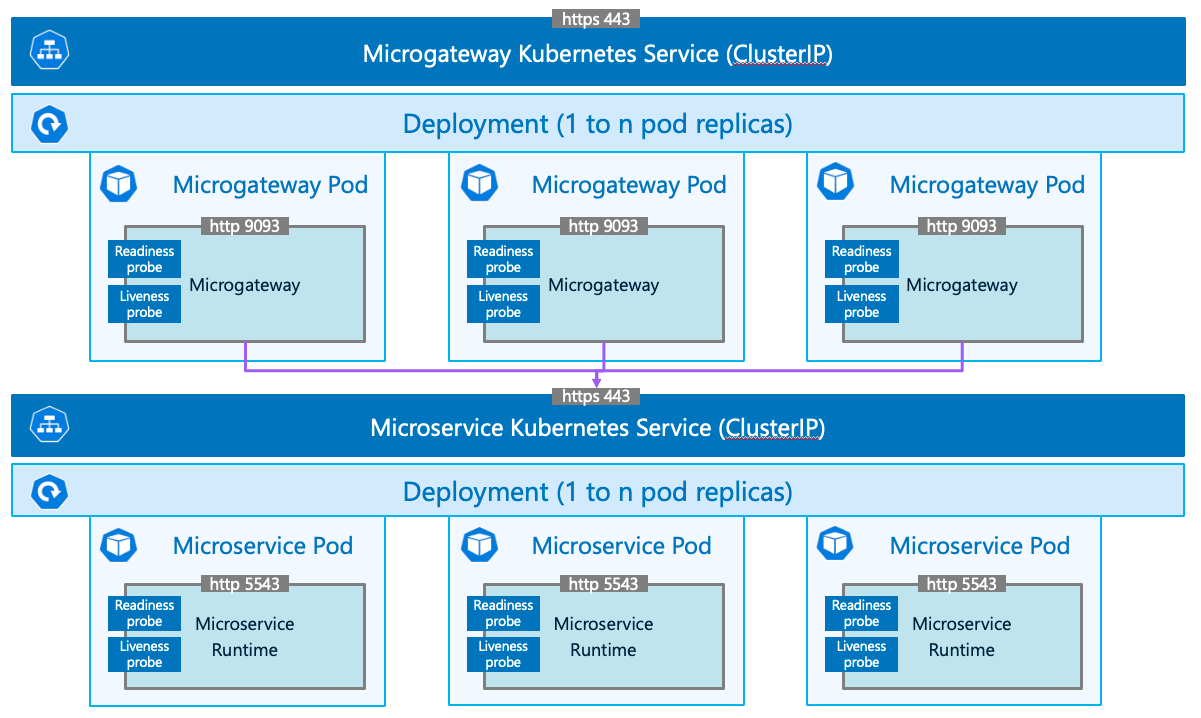 https 443
Microgateway Kubernetes Service (ClusterIP)
Deployment (1 to n pod replicas)
Microgateway Pod
http 9093
Readiness
probe
Liveness
probe
Microgateway
Microgateway Pod
http 9093
Readiness
probe
Liveness
probe
Microgateway
Microgateway Pod
http 9093
Readiness
probe
Liveness
probe
Microgateway
https 443
Microservice Kubernetes Service (ClusterIP)
Deployment (1 to n pod replicas)
Microservice Pod
http 5543
Readiness
probe
Liveness
probe
Microservice
Runtime
Microservice Pod
http 5543
Readiness
probe
Liveness
probe
Microservice
Runtime
Microservice Pod
http 5543
Readiness
probe
Liveness
probe
Microservice
Runtime